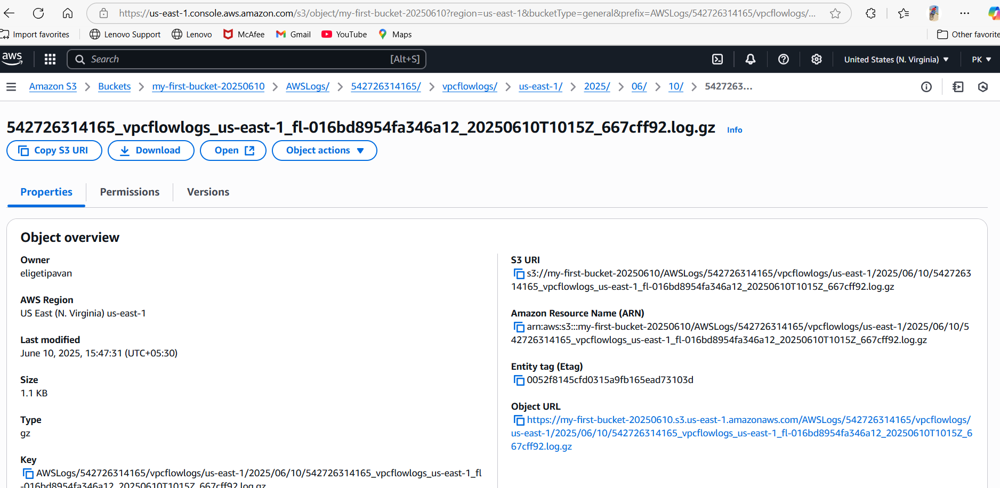 https://us-east-1.console.aws.amazon.com/s3/object/my-first-bucket-20250610?region=us-east-1&bucketType=general&prefix=AWSLogs/542726314165/vpcflowlogs/...
Import favorites Lenovo Support Lenovo McAfee Gmail YouTube Maps Other favorite
aws Search [Alt+S] United States (N. Virginia) PK
Amazon S3 > Buckets > my-first-bucket-20250610 > AWSLogs/ > 542726314165/ > vpcflowlogs/ > us-east-1/ > 2025/ > 06/ > 10/ > 5427263...
542726314165_vpcflowlogs_us-east-1_fl-016bd8954fa346a12_20250610T1015Z_667cff92.log.gz Info
Copy S3 URI Download Open Object actions
Properties Permissions Versions
Object overview
Owner
eligetipavan
AWS Region
US East (N. Virginia) us-east-1
Last modified
June 10, 2025, 15:47:31 (UTC+05:30)
Size
1.1 KB
Type
gz
Key
AWSLogs/542726314165/vpcflowlogs/us-east-1/2025/06/10/542726314165_vpcflowlogs_us-east-1_fl
-016bd8954fa346a12_20250610T1015Z_667cff92.log.gz
S3 URI
s3://my-first-bucket-20250610/AWSLogs/542726314165/vpcflowlogs/us-east-1/2025/06/10/542726
314165_vpcflowlogs_us-east-1_fl-016bd8954fa346a12_20250610T1015Z_667cff92.log.gz
Amazon Resource Name (ARN)
arn:aws:s3:::my-first-bucket-20250610/AWSLogs/542726314165/vpcflowlogs/us-east-1/2025/06/10/5
42726314165_vpcflowlogs_us-east-1_fl-016bd8954fa346a12_20250610T1015Z_667cff92.log.gz
Entity tag (Etag)
0052f8145cfd0315a9fb165ead73103d
Object URL
https://my-first-bucket-20250610.s3.us-east-1.amazonaws.com/AWSLogs/542726314165/vpcflowlogs/
us-east-1/2025/06/10/542726314165_vpcflowlogs_us-east-1_fl-016bd8954fa346a12_20250610T1015Z_6
67cff92.log.gz